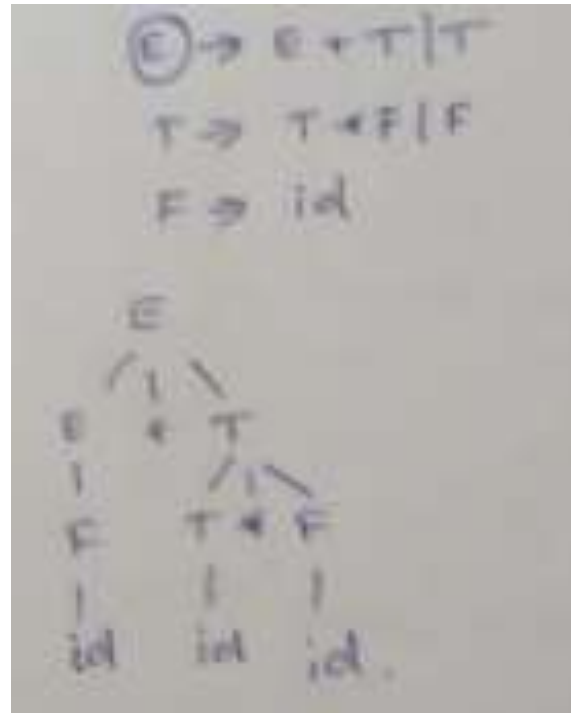 E → E + T | T
T → T * F | F
F → id
E
E + T
F T * F
id id id.